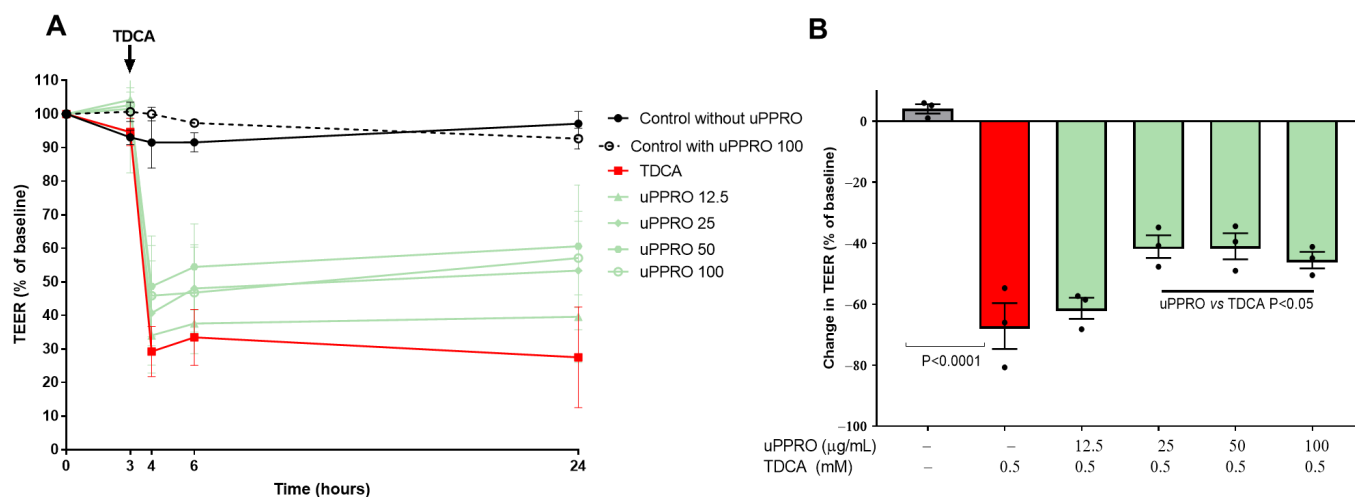 A
TDCA
110
100
90
80
70
60
50
40
30
20
10
0
TEER (% of baseline)
0
3
4
6
24
Time (hours)
Control without uPPRO
Control with uPPRO 100
TDCA
uPPRO 12.5
uPPRO 25
uPPRO 50
uPPRO 100
B
0
−20
−40
−60
−80
−100
Change in TEER (% of baseline)
P<0.0001
uPPRO vs TDCA P<0.05
uPPRO (μg/mL) – – 12.5 25 50 100
TDCA (mM) – 0.5 0.5 0.5 0.5 0.5